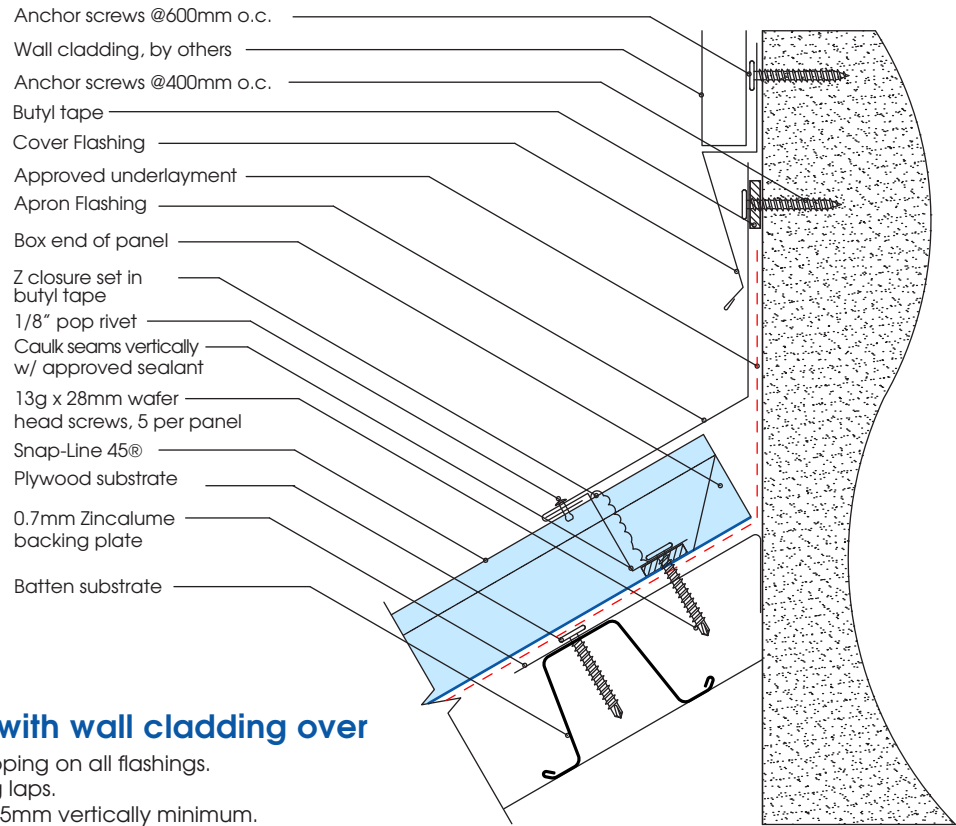 Anchor screws @600mm o.c.
Wall cladding, by others
Anchor screws @400mm o.c.
Butyl tape
Cover Flashing
Approved underlayment
Apron Flashing
Box end of panel
Z closure set in
butyl tape
1/8” pop rivet
Caulk seams vertically
w/ approved sealant
13g x 28mm wafer
head screws, 5 per panel
Snap-Line 45®
Plywood substrate
0.7mm Zincalume
backing plate
Batten substrate
with wall cladding over
on all flashings.
laps.
5mm vertically minimum.